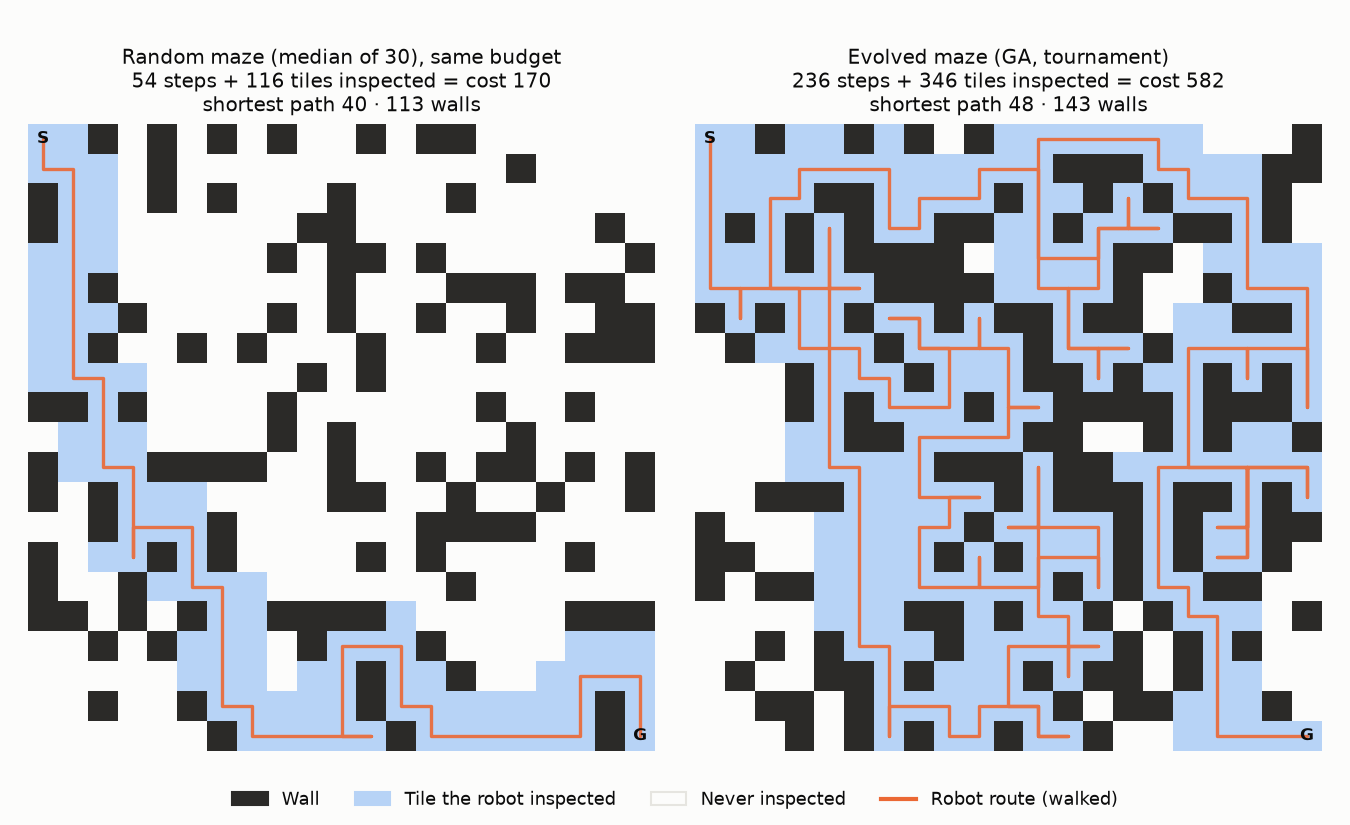 Random maze (median of 30), same budget
54 steps + 116 tiles inspected = cost 170
shortest path 40 · 113 walls
Evolved maze (GA, tournament)
236 steps + 346 tiles inspected = cost 582
shortest path 48 · 143 walls
S
G
S
G
Wall
Tile the robot inspected
Never inspected
Robot route (walked)